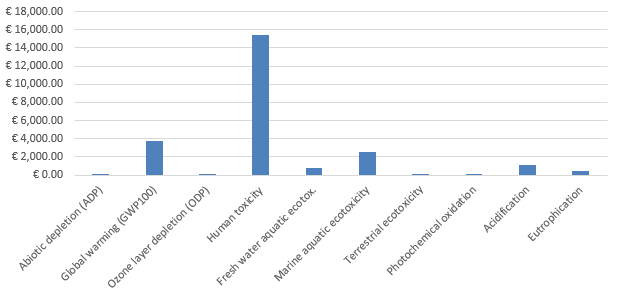 € 18,000.00
€ 16,000.00
€ 14,000.00
€ 12,000.00
€ 10,000.00
€ 8,000.00
€ 6,000.00
€ 4,000.00
€ 2,000.00
€ 0.00
Abiotic depletion (ADP)
Global warming (GWP100)
Ozone layer depletion (ODP)
Human toxicity
Fresh water aquatic ecotox.
Marine aquatic ecotoxicity
Terrestrial ecotoxicity
Photochemical oxidation
Acidification
Eutrophication